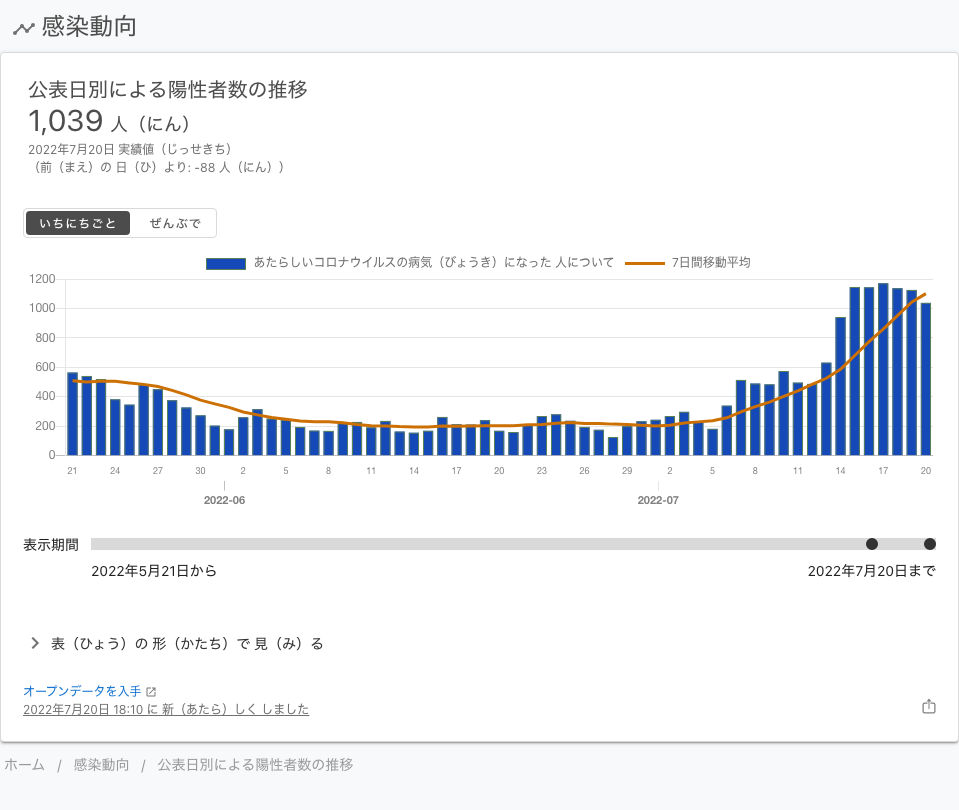 感染動向
公表日別による陽性者数の推移
1,039 人（にん）
2022年7月20日 実績値（じっせきち）
（前（まえ）の 日（ひ）より: -88 人（にん））
いちにちごと ぜんぶで
あたらしいコロナウイルスの病気（びょうき）になった 人について 7日間移動平均
1200
1000
800
600
400
200
0
21 24 27 30 2 5 8 11 14 17 20 23 26 29 2 5 8 11 14 17 20
2022-06 2022-07
表示期間
2022年5月21日から 2022年7月20日まで
表（ひょう）の 形（かたち）で 見（み）る
オープンデータを入手
2022年7月20日 18:10 に 新（あたら）しく しました
ホーム / 感染動向 / 公表日別による陽性者数の推移